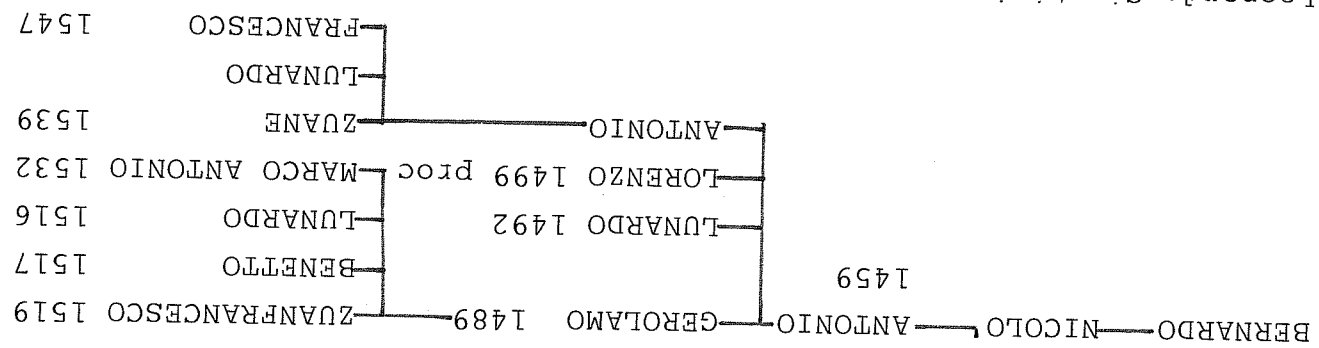 BERNARDO NICOLO ANTONIO GEROLAMO 1489 ZUANFRANCESCO 1519
1459 BENETTO 1517
LUNARDO 1492 LUNARDO 1516
LORENZO 1499 proc MARCO ANTONIO 1532
ANTONIO ZUANE 1539
LUNARDO
FRANCESCO 1547